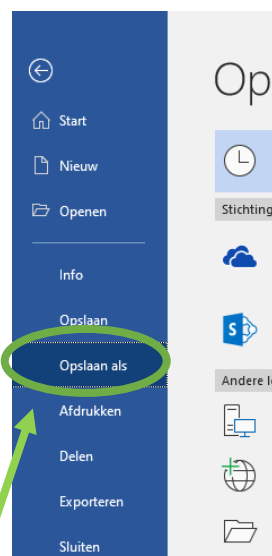 Start
Nieuw
Openen
Info
Opslaan
Opslaan als
Afdrukken
Delen
Exporteren
Sluiten
Op
Stichting
S
Andere l